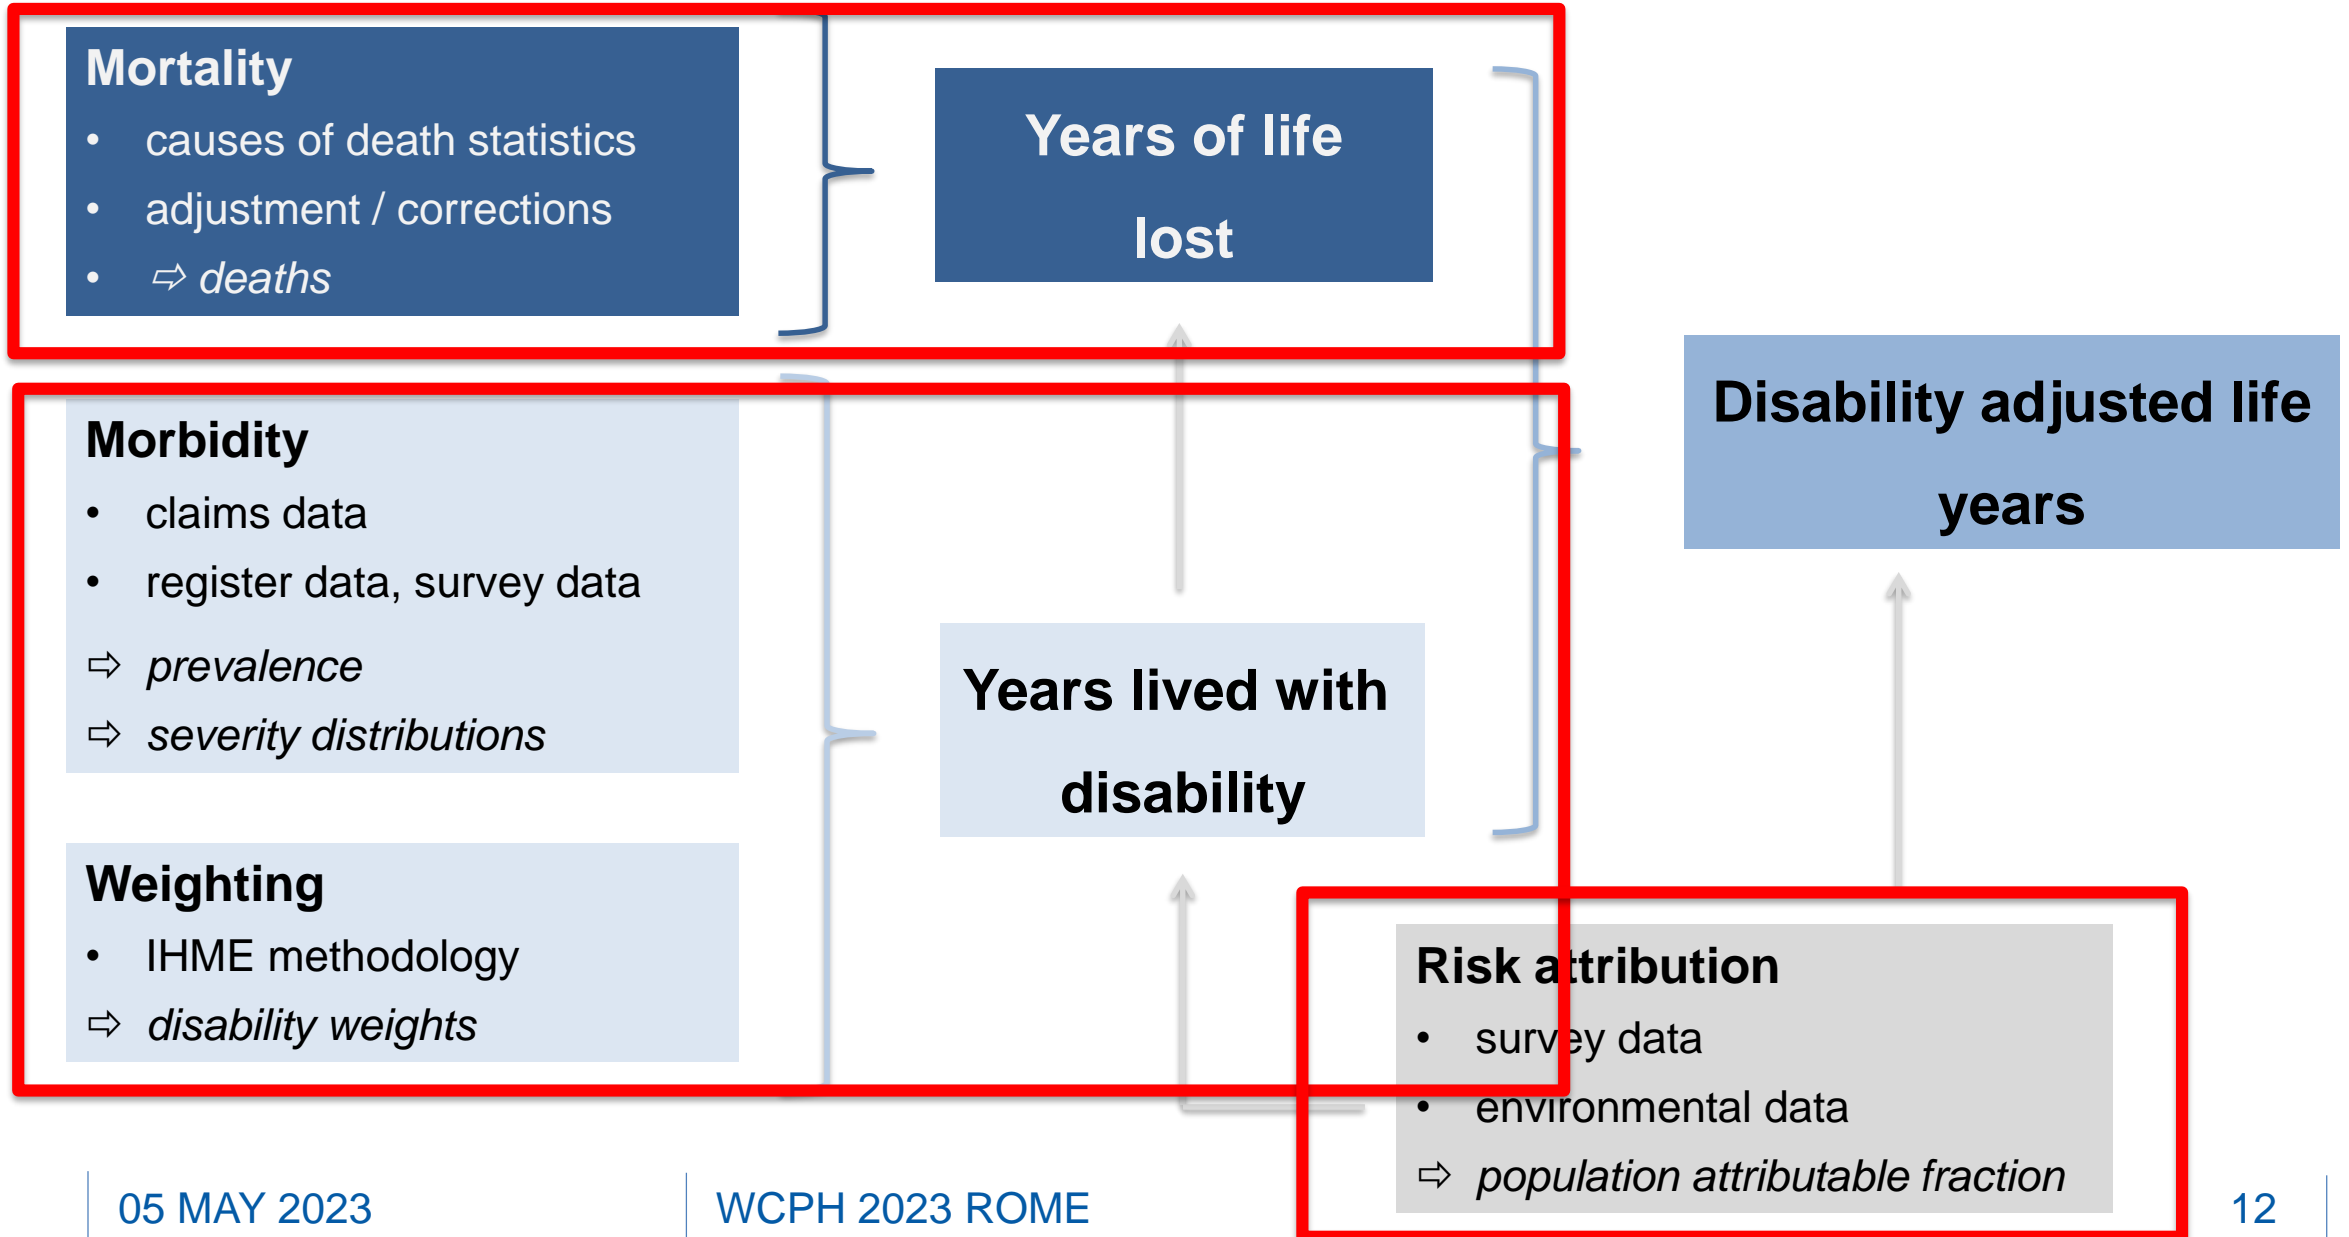 Mortality
• causes of death statistics
• adjustment / corrections
• ⇨ deaths
Years of life
lost
Morbidity
• claims data
• register data, survey data
⇨ prevalence
⇨ severity distributions
Weighting
• IHME methodology
⇨ disability weights
Years lived with
disability
Disability adjusted life
years
Risk attribution
• survey data
• environmental data
⇨ population attributable fraction
05 MAY 2023
WCPH 2023 ROME
12